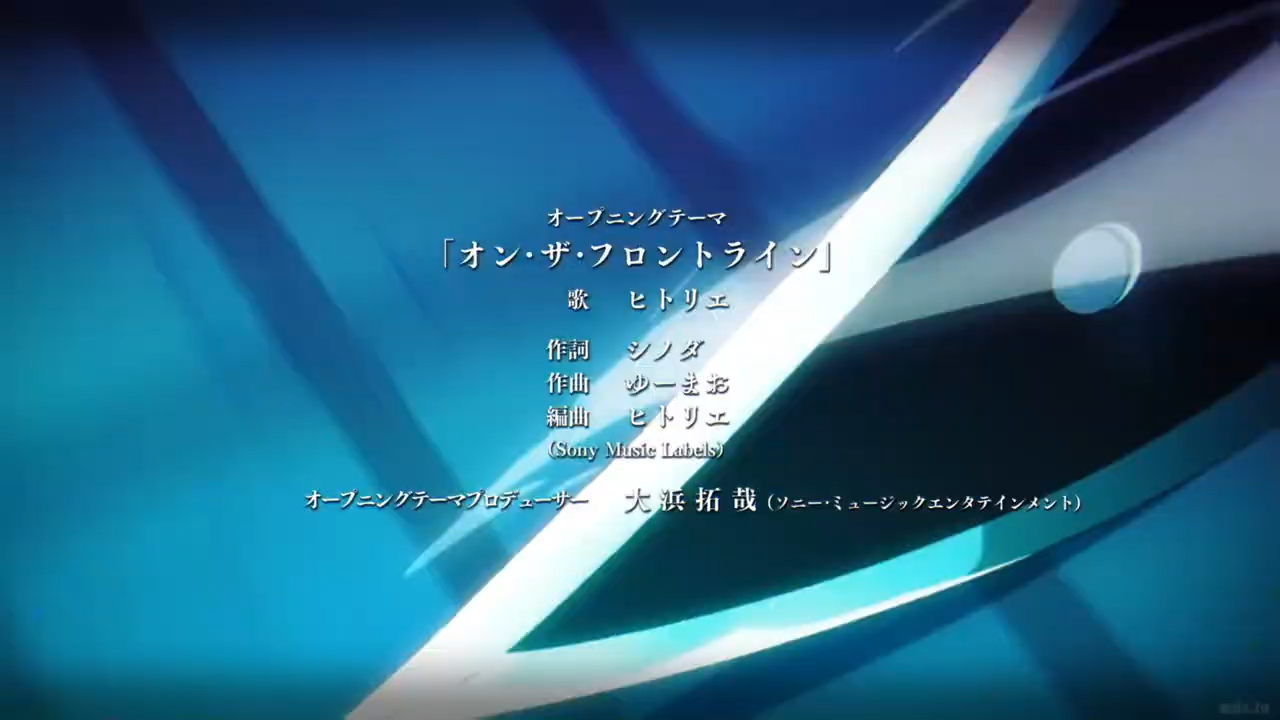 オープニングテーマ
「オン・ザ・フロントライン」
歌 ヒトリエ
作詞 シノダ
作曲 ゆーまお
編曲 ヒトリエ
(Sony Music Labels)
オープニングテーマプロデューサー 大浜拓哉(ソニー・ミュージックエンタテインメント)